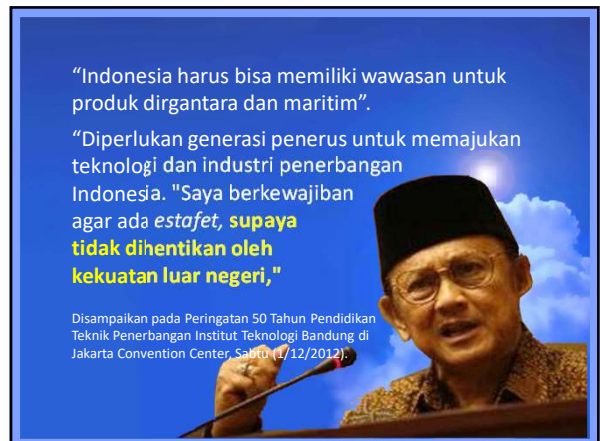 “Indonesia harus bisa memiliki wawasan untuk
produk dirgantara dan maritim”.
“Diperlukan generasi penerus untuk memajukan
teknologi dan industri penerbangan
Indonesia. "Saya berkewajiban
agar ada estafet, supaya
tidak dihentikan oleh
kekuatan luar negeri,"
Disampaikan pada Peringatan 50 Tahun Pendidikan
Teknik Penerbangan Institut Teknologi Bandung di
Jakarta Convention Center, Sabtu (1/12/2012).